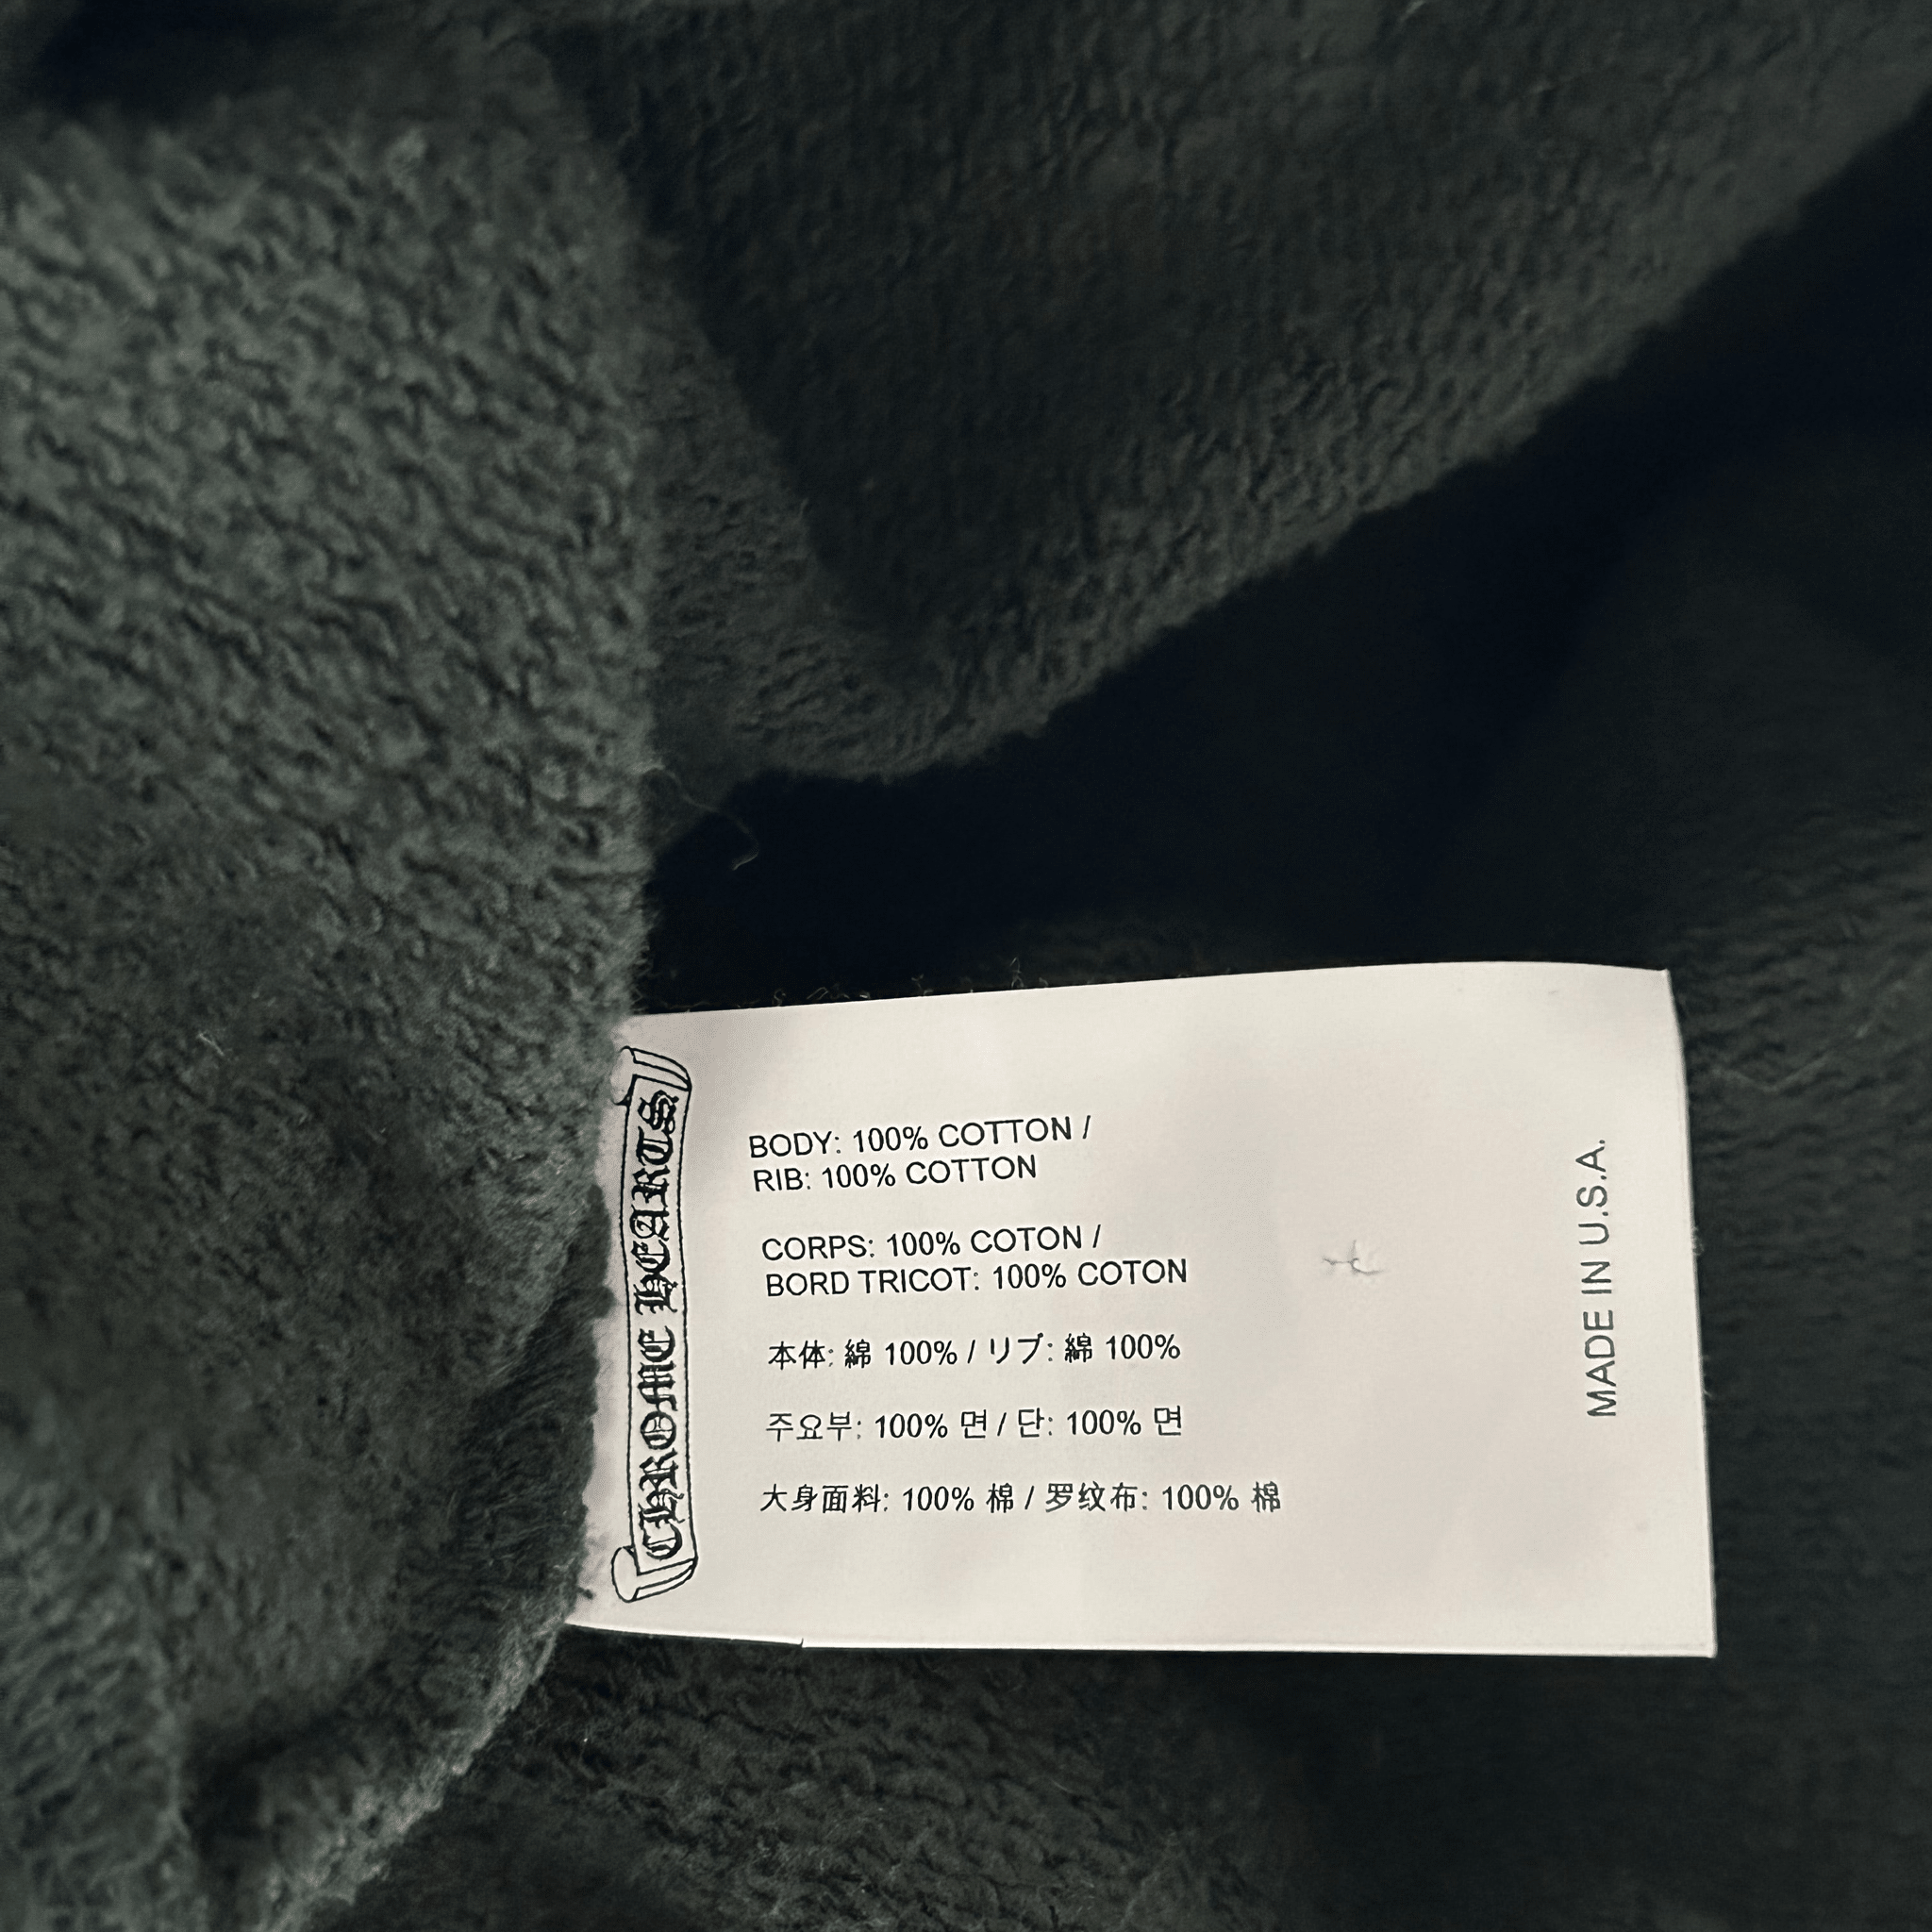 CHROME HEARTS
BODY: 100% COTTON /
RIB: 100% COTTON
CORPS: 100% COTON /
BORD TRICOT: 100% COTON
本体: 綿 100% / リブ: 綿 100%
주요부: 100% 면 / 단: 100% 면
大身面料: 100% 棉 / 罗纹布: 100% 棉
MADE IN U.S.A.